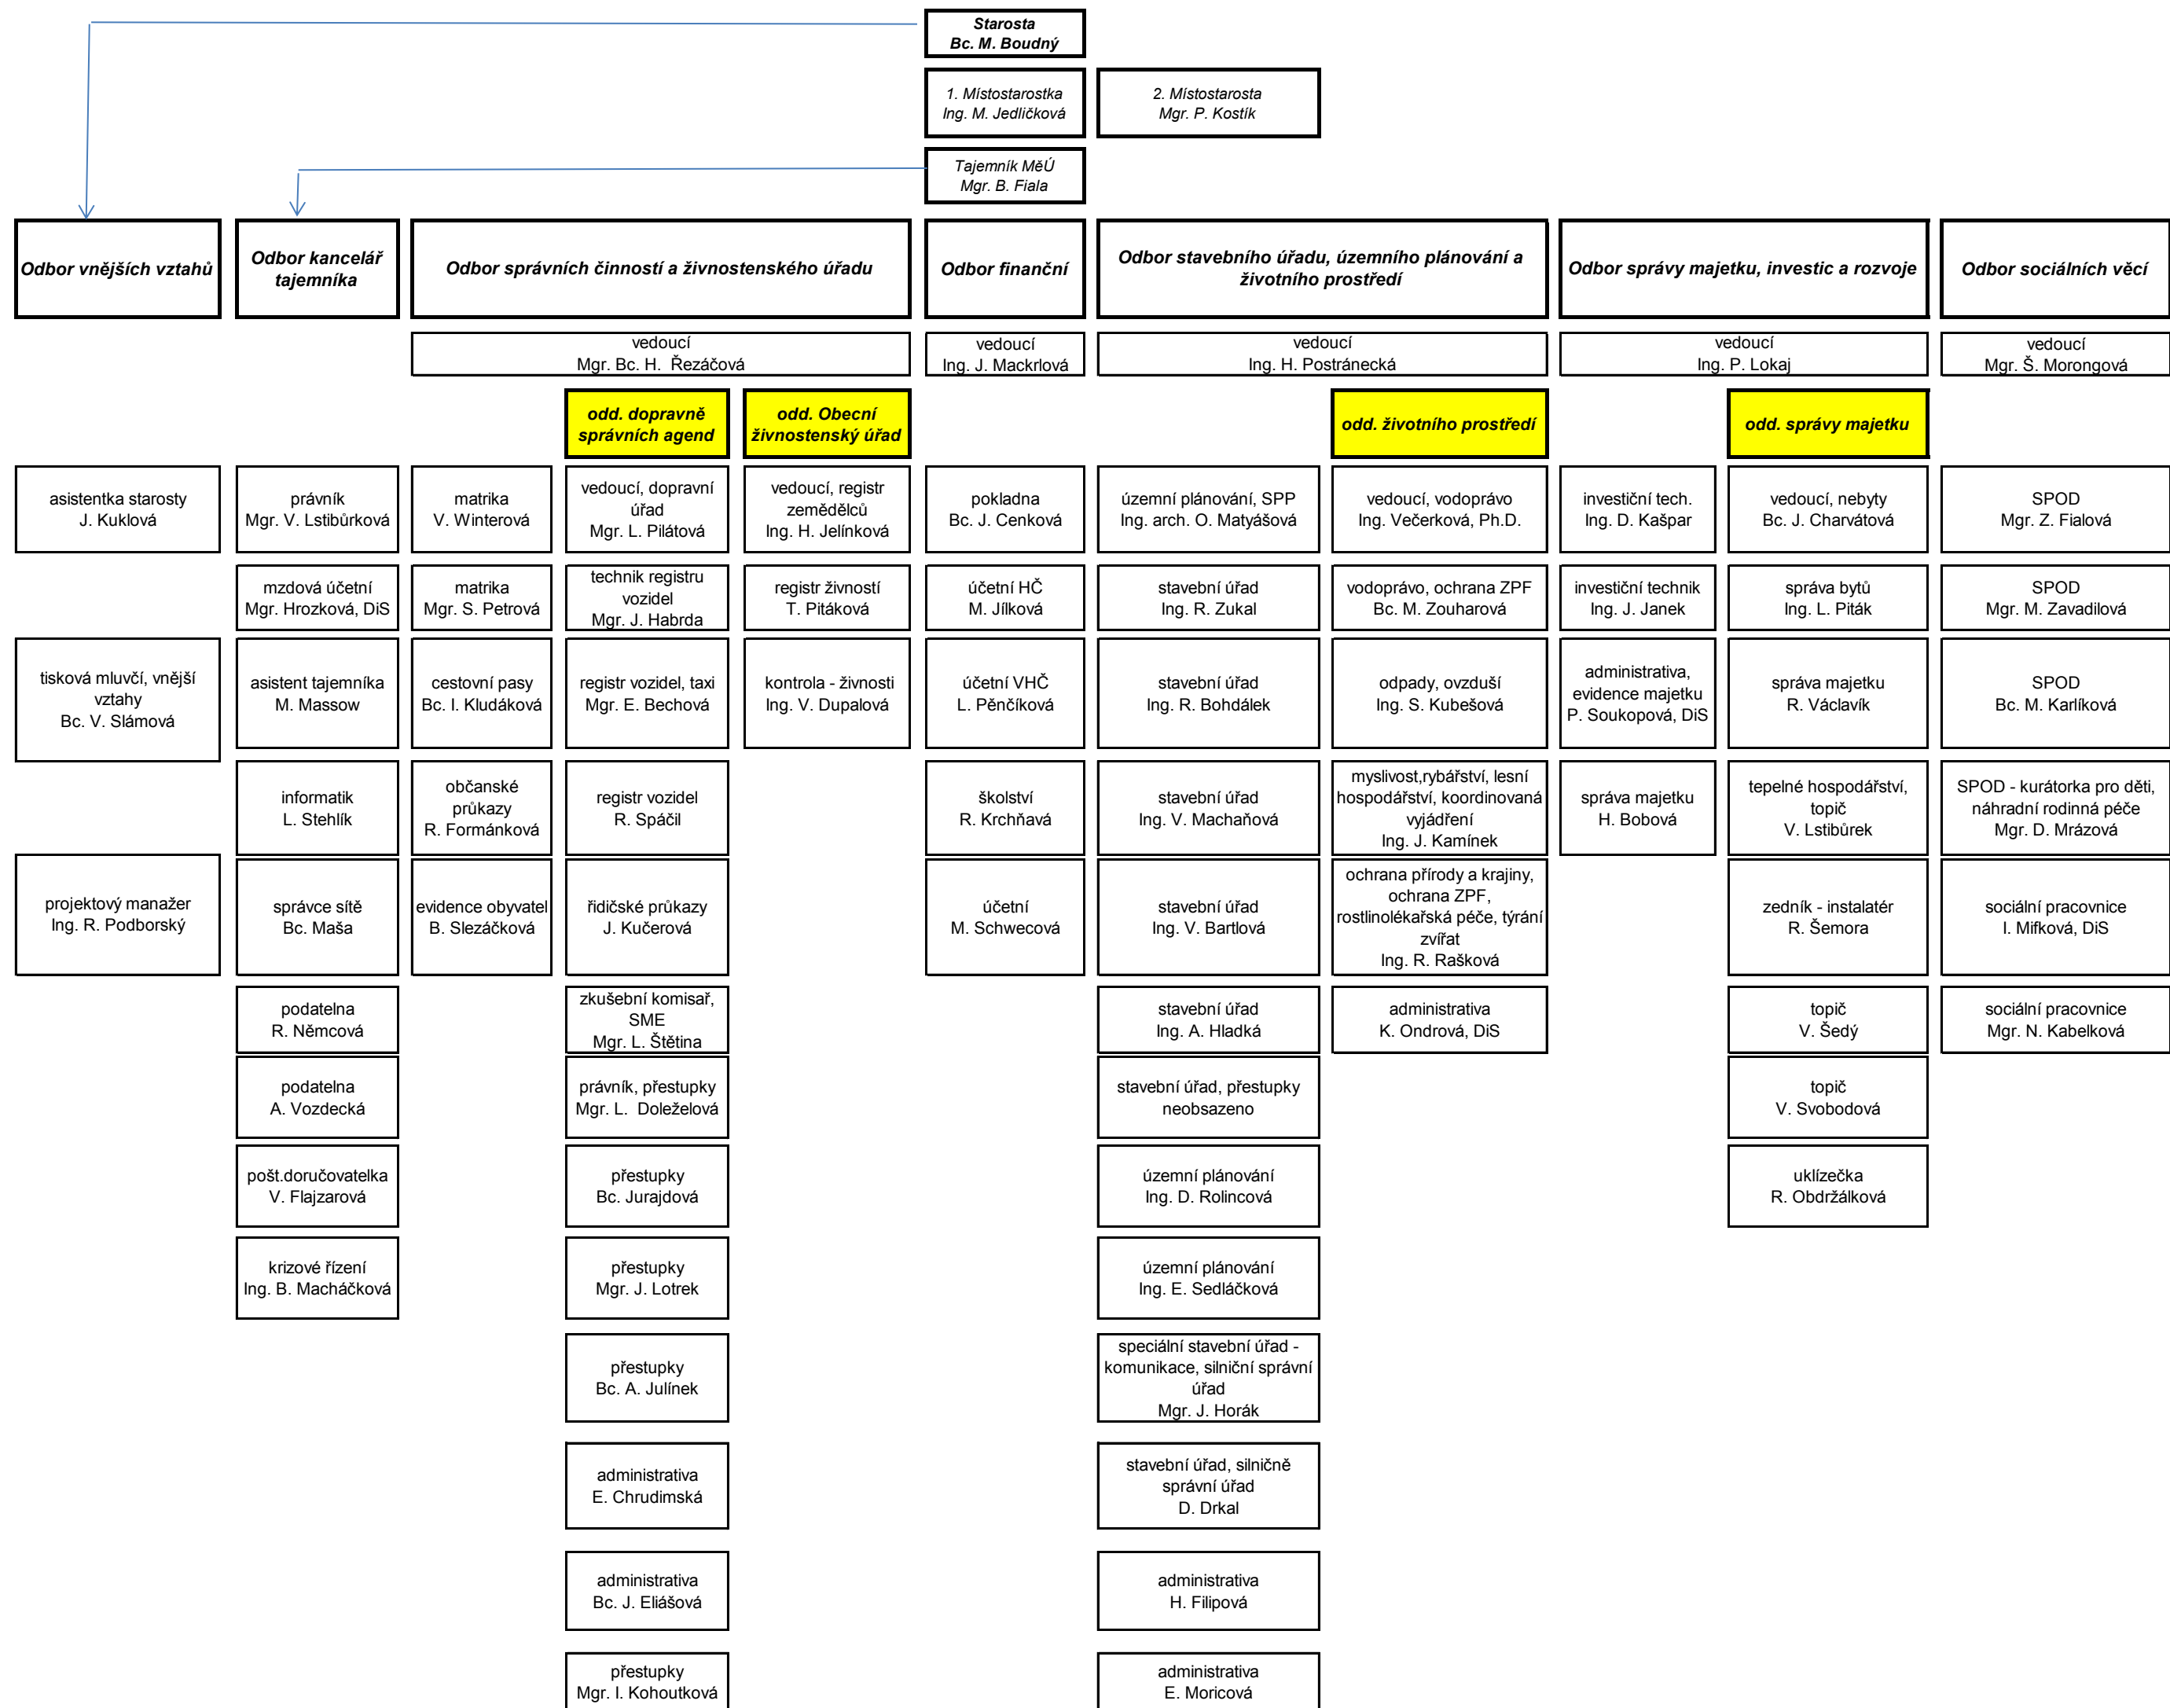 Starosta
Bc. M. Boudný
1. Místostarostka
Ing. M. Jedličková
2. Místostarosta
Mgr. P. Kostík
Tajemník MěÚ
Mgr. B. Fiala
Odbor vnějších vztahů
Odbor kancelář
tajemníka
Odbor správních činností a živnostenského úřadu
Odbor finanční
Odbor stavebního úřadu, územního plánování a
životního prostředí
Odbor správy majetku, investic a rozvoje
Odbor sociálních věcí
vedoucí
Mgr. Bc. H.  Řezáčová
vedoucí
Ing. J. Mackrlová
vedoucí
Ing. H. Postránecká
vedoucí
Ing. P. Lokaj
vedoucí
Mgr. Š. Morongová
odd. dopravně
správních agend
odd. Obecní
živnostenský úřad
odd. životního prostředí
odd. správy majetku
asistentka starosty
J. Kuklová
právník
Mgr. V. Lstibůrková
matrika
V. Winterová
vedoucí, dopravní
úřad
Mgr. L. Pilátová
vedoucí, registr
zemědělců
Ing. H. Jelínková
pokladna
Bc. J. Cenková
územní plánování, SPP
Ing. arch. O. Matyášová
vedoucí, vodoprávo
Ing. Večerková, Ph.D.
investiční tech.
Ing. D. Kašpar
vedoucí, nebyty
Bc. J. Charvátová
SPOD
Mgr. Z. Fialová
mzdová účetní
Mgr. Hrozková, DiS
matrika
Mgr. S. Petrová
technik registru
vozidel
Mgr. J. Habrda
registr živností
T. Pitáková
účetní HČ
M. Jílková
stavební úřad
Ing. R. Zukal
vodoprávo, ochrana ZPF
Bc. M. Zouharová
investiční technik
Ing. J. Janek
správa bytů
Ing. L. Piták
SPOD
Mgr. M. Zavadilová
tisková mluvčí, vnější
vztahy
Bc. V. Slámová
asistent tajemníka
M. Massow
cestovní pasy
Bc. I. Kludáková
registr vozidel, taxi
Mgr. E. Bechová
kontrola - živnosti
Ing. V. Dupalová
účetní VHČ
L. Pěnčíková
stavební úřad
Ing. R. Bohdálek
odpady, ovzduší
Ing. S. Kubešová
administrativa,
evidence majetku
P. Soukopová, DiS
správa majetku
R. Václavík
SPOD
Bc. M. Karlíková
informatik
L. Stehlík
občanské
průkazy
R. Formánková
registr vozidel
R. Spáčil
školství
R. Krchňavá
stavební úřad
Ing. V. Machaňová
myslivost,rybářství, lesní
hospodářství, koordinovaná
vyjádření
Ing. J. Kamínek
správa majetku
H. Bobová
tepelné hospodářství,
topič
V. Lstibůrek
SPOD - kurátorka pro děti,
náhradní rodinná péče
Mgr. D. Mrázová
projektový manažer
Ing. R. Podborský
správce sítě
Bc. Maša
evidence obyvatel
B. Slezáčková
řidičské průkazy
J. Kučerová
účetní
M. Schwecová
stavební úřad
Ing. V. Bartlová
ochrana přírody a krajiny,
ochrana ZPF,
rostlinolékařská péče, týrání
zvířat
Ing. R. Rašková
zedník - instalatér
R. Šemora
sociální pracovnice
I. Mifková, DiS
podatelna
R. Němcová
zkušební komisař,
SME
Mgr. L. Štětina
stavební úřad
Ing. A. Hladká
administrativa
K. Ondrová, DiS
topič
V. Šedý
sociální pracovnice
Mgr. N. Kabelková
podatelna
A. Vozdecká
právník, přestupky
Mgr. L.  Doleželová
stavební úřad, přestupky
neobsazeno
topič
V. Svobodová
pošt.doručovatelka
V. Flajzarová
přestupky
Bc. Jurajdová
územní plánování
Ing. D. Rolincová
uklízečka
R. Obdržálková
krizové řízení
Ing. B. Macháčková
přestupky
Mgr. J. Lotrek
územní plánování
Ing. E. Sedláčková
přestupky
Bc. A. Julínek
speciální stavební úřad -
komunikace, silniční správní
úřad
Mgr. J. Horák
administrativa
E. Chrudimská
stavební úřad, silničně
správní úřad
D. Drkal
administrativa
Bc. J. Eliášová
administrativa
H. Filipová
přestupky
Mgr. I. Kohoutková
administrativa
E. Moricová